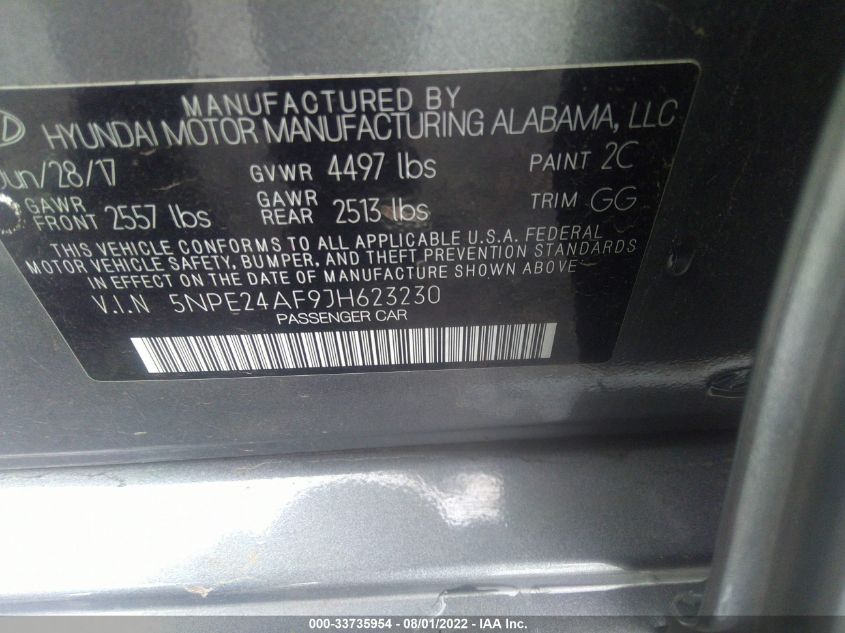 MANUFACTURED BY
HYUNDAI MOTOR MANUFACTURING ALABAMA, LLC
Jun/28/17 GVWR 4497 lbs PAINT 2C
GAWR FRONT 2557 lbs GAWR REAR 2513 lbs TRIM GG
THIS VEHICLE CONFORMS TO ALL APPLICABLE U.S.A. FEDERAL
MOTOR VEHICLE SAFETY, BUMPER, AND THEFT PREVENTION STANDARDS
IN EFFECT ON THE DATE OF MANUFACTURE SHOWN ABOVE
V.I.N 5NPE24AF9JH623230
PASSENGER CAR
000-33735954 - 08/01/2022 - IAA Inc.